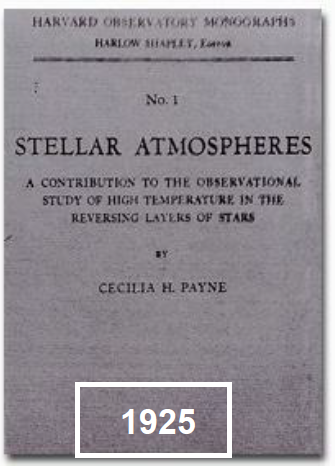 HARVARD OBSERVATORY MONOGRAPHS
HARLOW SHAPLEY, Editor
No. 1
STELLAR ATMOSPHERES
A CONTRIBUTION TO THE OBSERVATIONAL
STUDY OF HIGH TEMPERATURE IN THE
REVERSING LAYERS OF STARS
BY
CECILIA H. PAYNE
1925